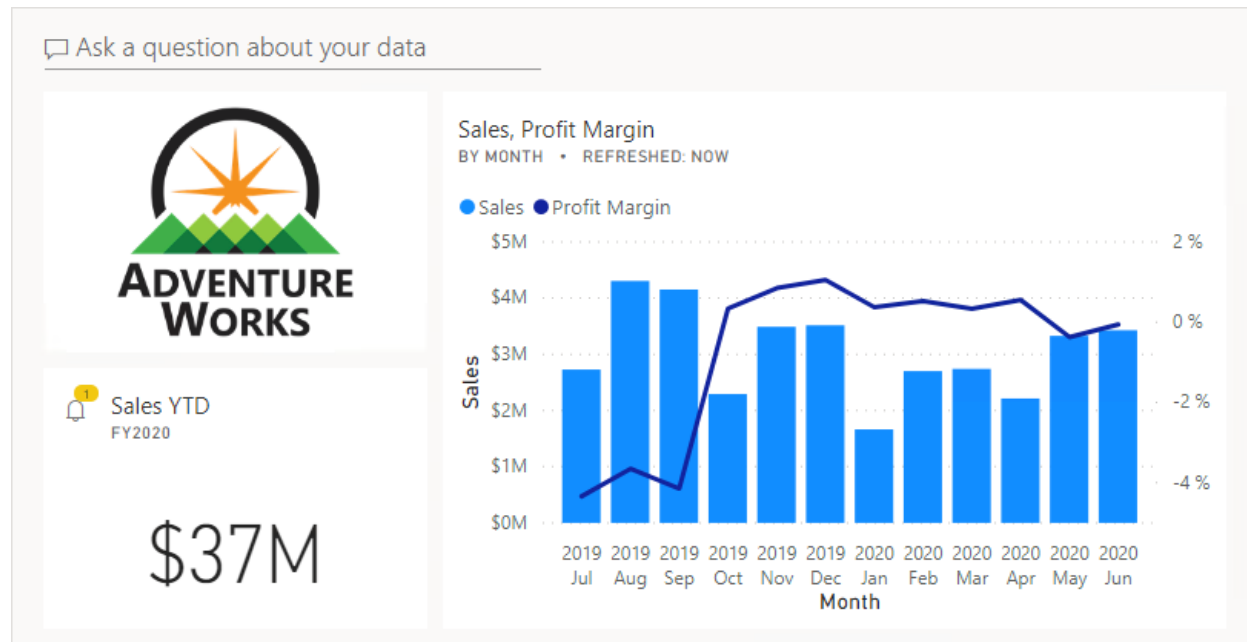 Ask a question about your data
ADVENTURE
WORKS
1
Sales YTD
FY2020
$37M
Sales, Profit Margin
BY MONTH • REFRESHED: NOW
Sales Profit Margin
$5M 2 %
$4M
0 %
$3M
Sales
$2M -2 %
$1M
-4 %
$0M
2019 2019 2019 2019 2019 2019 2020 2020 2020 2020 2020 2020
Jul Aug Sep Oct Nov Dec Jan Feb Mar Apr May Jun
Month